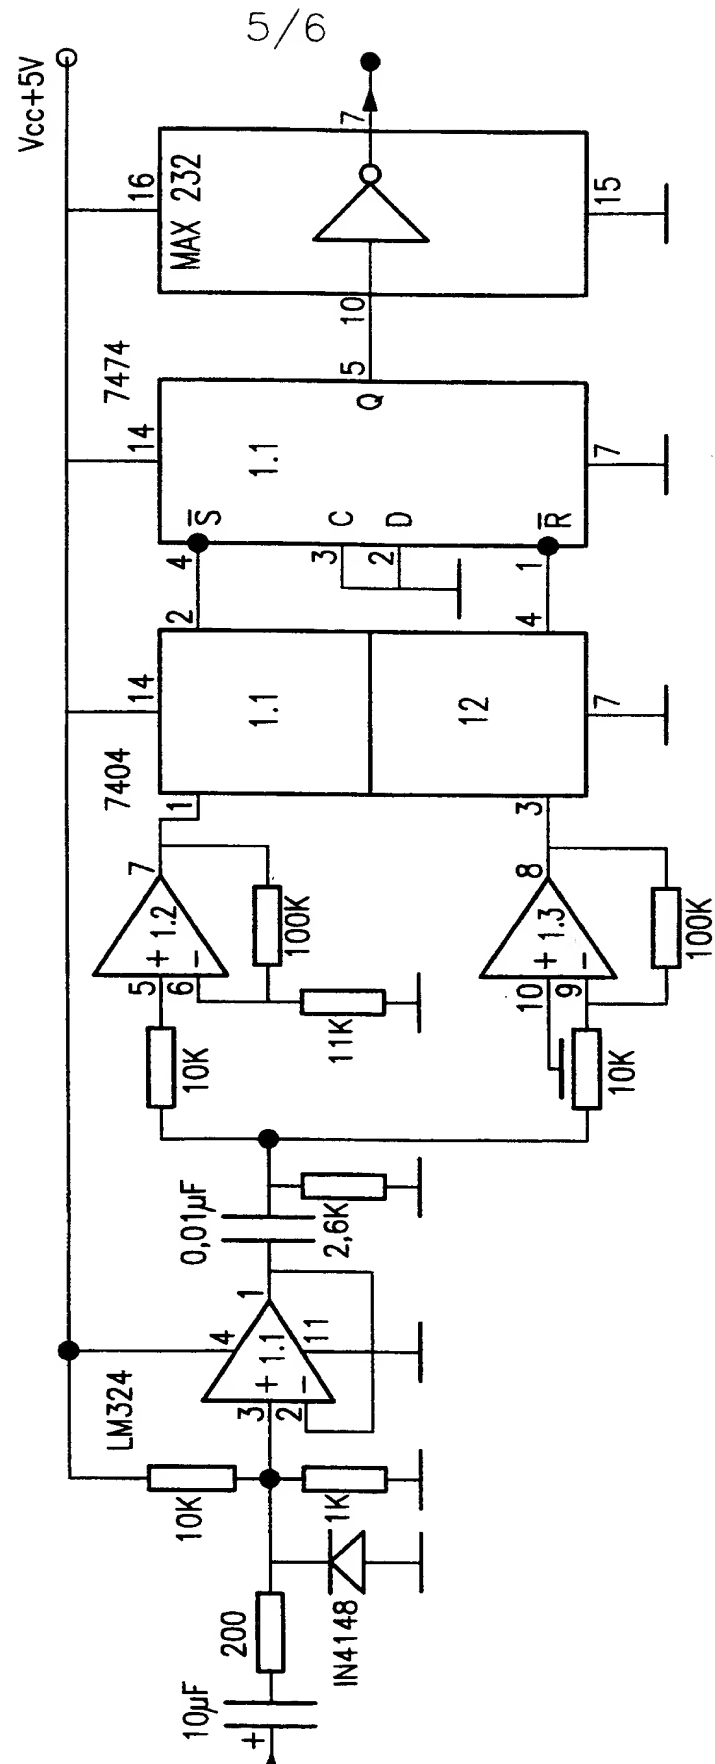 5/6
Vcc+5V
16
MAX 232
7
15
10
7474
14
1.1
5
Q
7
S̅
C
D
R̅
4
3
2
1
2
4
7404
14
1.1
12
7
1
3
7
+ 1.2
−
5
6
100K
11K
10K
8
+ 1.3
−
10
9
100K
10K
0,01µF
2,6K
1
4
1.1
11
+
−
3
2
LM324
10K
1K
200
IN4148
10µF
+